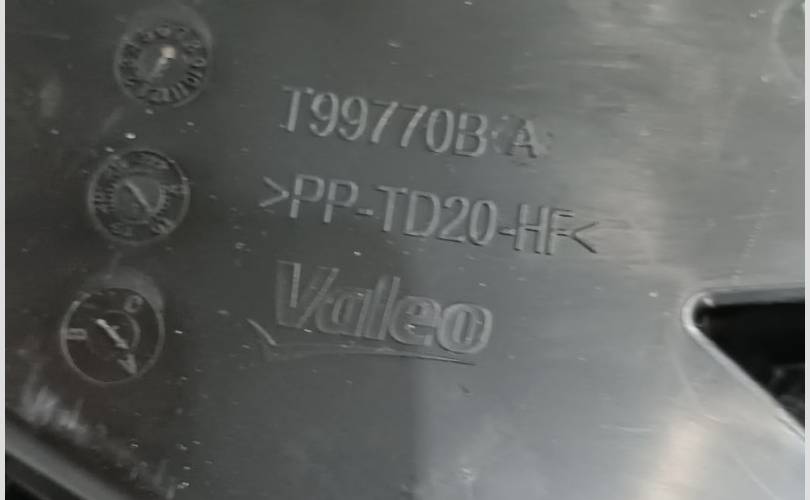 T99770B(A)
>PP-TD20-HF<
Valeo
C
B
A